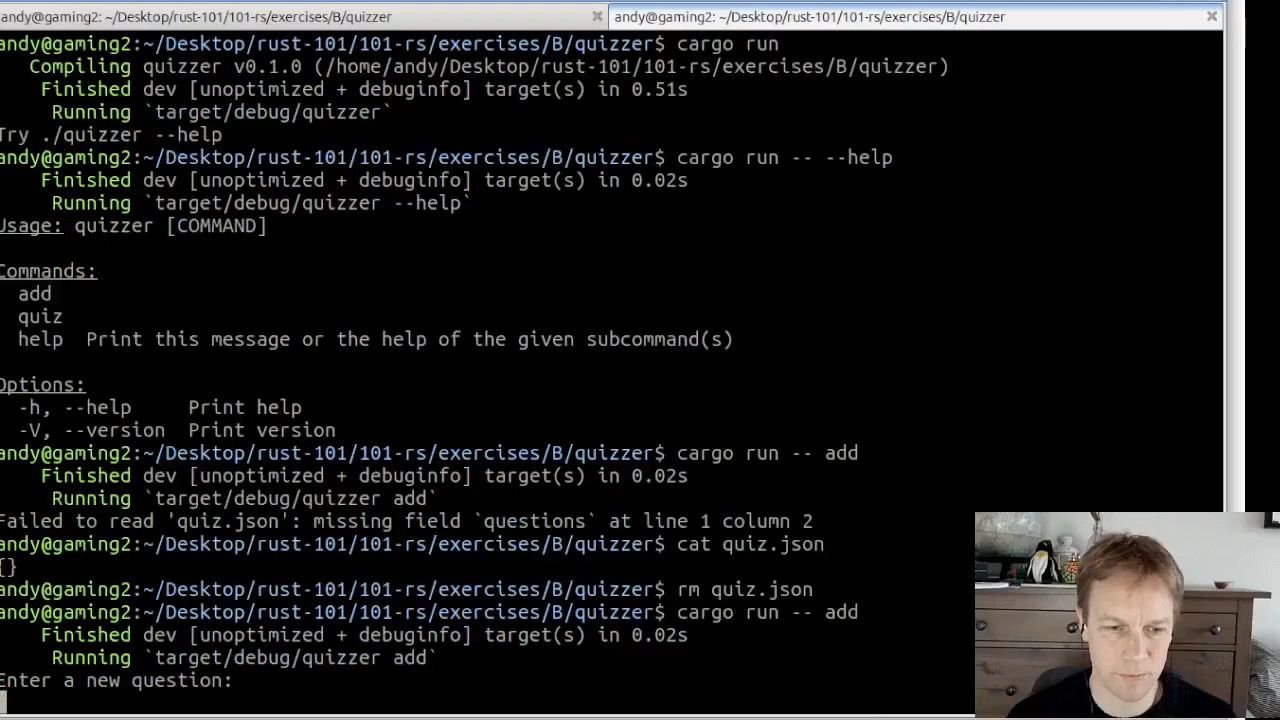 andy@gaming2: ~/Desktop/rust-101/101-rs/exercises/B/quizzer
andy@gaming2: ~/Desktop/rust-101/101-rs/exercises/B/quizzer
andy@gaming2:~/Desktop/rust-101/101-rs/exercises/B/quizzer$ cargo run
Compiling quizzer v0.1.0 (/home/andy/Desktop/rust-101/101-rs/exercises/B/quizzer)
Finished dev [unoptimized + debuginfo] target(s) in 0.51s
Running `target/debug/quizzer`
Try ./quizzer --help
andy@gaming2:~/Desktop/rust-101/101-rs/exercises/B/quizzer$ cargo run -- --help
Finished dev [unoptimized + debuginfo] target(s) in 0.02s
Running `target/debug/quizzer --help`
Usage: quizzer [COMMAND]
Commands:
add
quiz
help  Print this message or the help of the given subcommand(s)
Options:
-h, --help     Print help
-V, --version  Print version
andy@gaming2:~/Desktop/rust-101/101-rs/exercises/B/quizzer$ cargo run -- add
Finished dev [unoptimized + debuginfo] target(s) in 0.02s
Running `target/debug/quizzer add`
Failed to read 'quiz.json': missing field `questions` at line 1 column 2
andy@gaming2:~/Desktop/rust-101/101-rs/exercises/B/quizzer$ cat quiz.json
{}
andy@gaming2:~/Desktop/rust-101/101-rs/exercises/B/quizzer$ rm quiz.json
andy@gaming2:~/Desktop/rust-101/101-rs/exercises/B/quizzer$ cargo run -- add
Finished dev [unoptimized + debuginfo] target(s) in 0.02s
Running `target/debug/quizzer add`
Enter a new question: